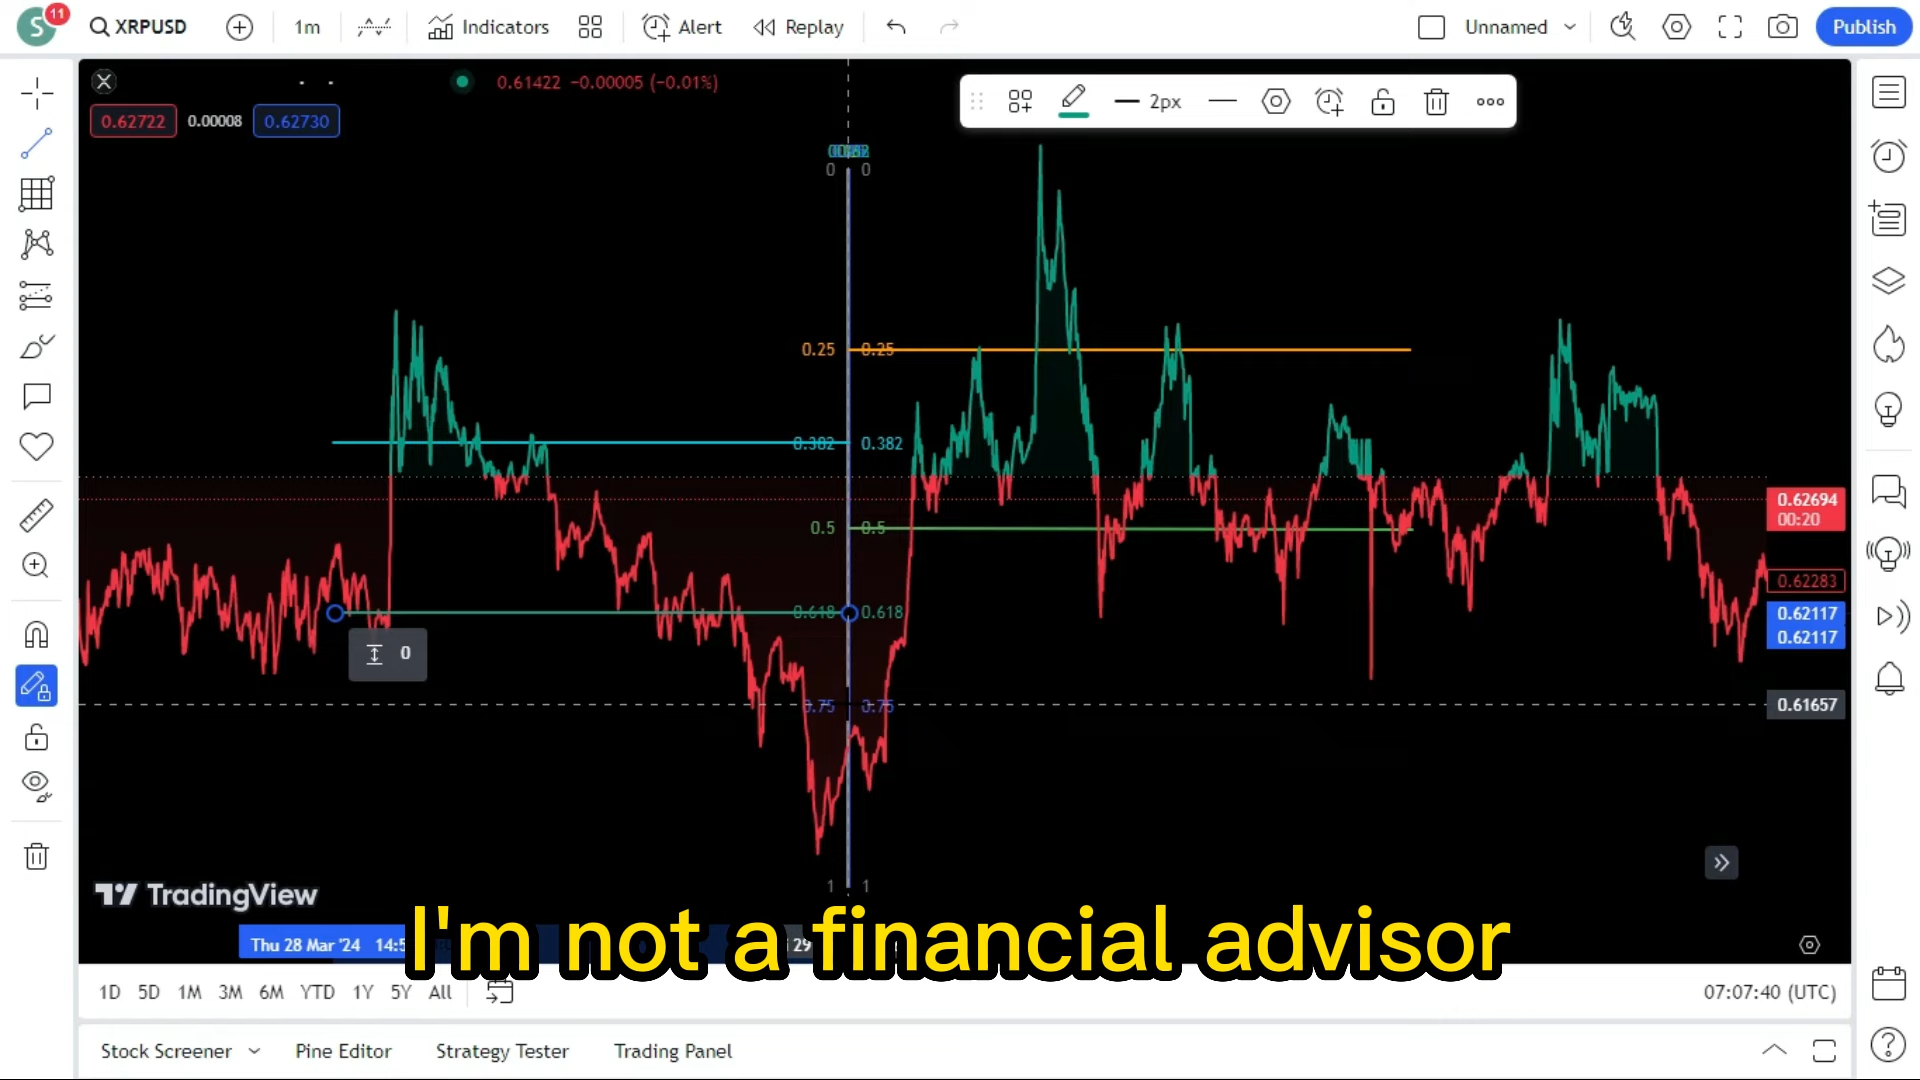 S 11 XRPUSD 1m Indicators Alert Replay Unnamed Publish
0.61422 −0.00005 (−0.01%)
0.62722 0.00008 0.62730
2px
0 0
0.25 0.25
0.382 0.382
0.62694
00:20
0.5 0.5
0.62283
0.618 0.618
0.62117
0.62117
0
0.75 0.75
0.61657
1 1
TradingView
Thu 28 Mar '24 29
I'm not a financial advisor
1D 5D 1M 3M 6M YTD 1Y 5Y All 07:07:40 (UTC)
Stock Screener Pine Editor Strategy Tester Trading Panel